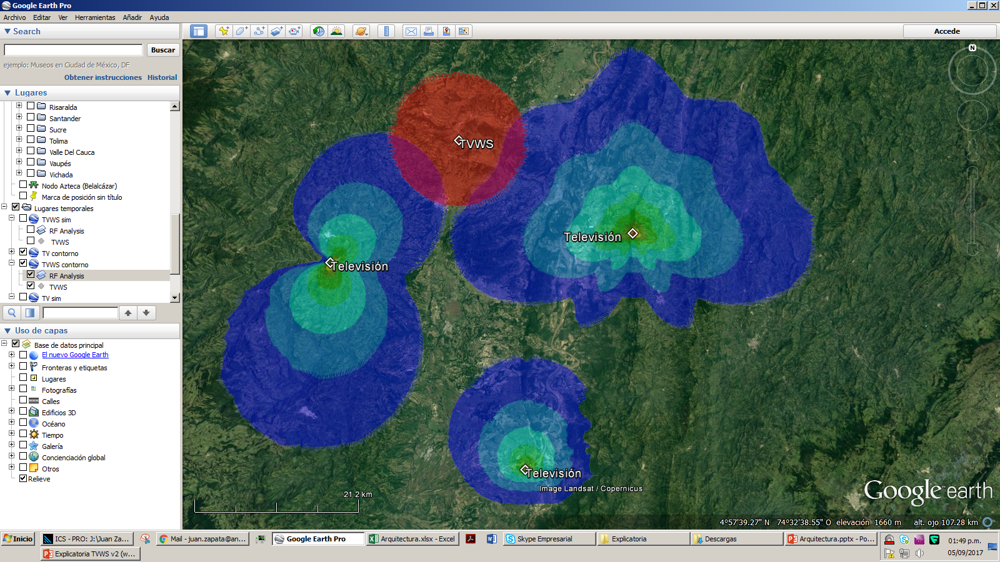 Google Earth Pro
Archivo Editar Ver Herramientas Añadir Ayuda
Search
Buscar
ejemplo: Museos en Ciudad de México, DF
Obtener instrucciones Historial
Lugares
Risaralda
Santander
Sucre
Tolima
Valle Del Cauca
Vaupés
Vichada
Nodo Azteca (Belalcázar)
Marca de posición sin título
Lugares temporales
TVWS sim
RF Analysis
TVWS
TV contorno
TVWS contorno
RF Analysis
TVWS
TV sim
Uso de capas
Base de datos principal
El nuevo Google Earth
Fronteras y etiquetas
Lugares
Fotografías
Calles
Edificios 3D
Océano
Tiempo
Galería
Concienciación global
Otros
Relieve
Accede
N
TVWS
Televisión
Televisión
Televisión
Image Landsat / Copernicus
21.2 km
Google earth
4°57'39.27" N 74°32'38.55" O elevación 1660 m alt. ojo 107.28 km
Inicio
ICS - PRO: J:\Juan Za...
Mail - juan.zapata@an...
Google Earth Pro
Arquitectura.xlsx - Excel
Skype Empresarial
Explicatoria
Descargas
Arquitectura.pptx - Po...
01:49 p.m.
Explicatoria TVWS v2 (w...
05/09/2017